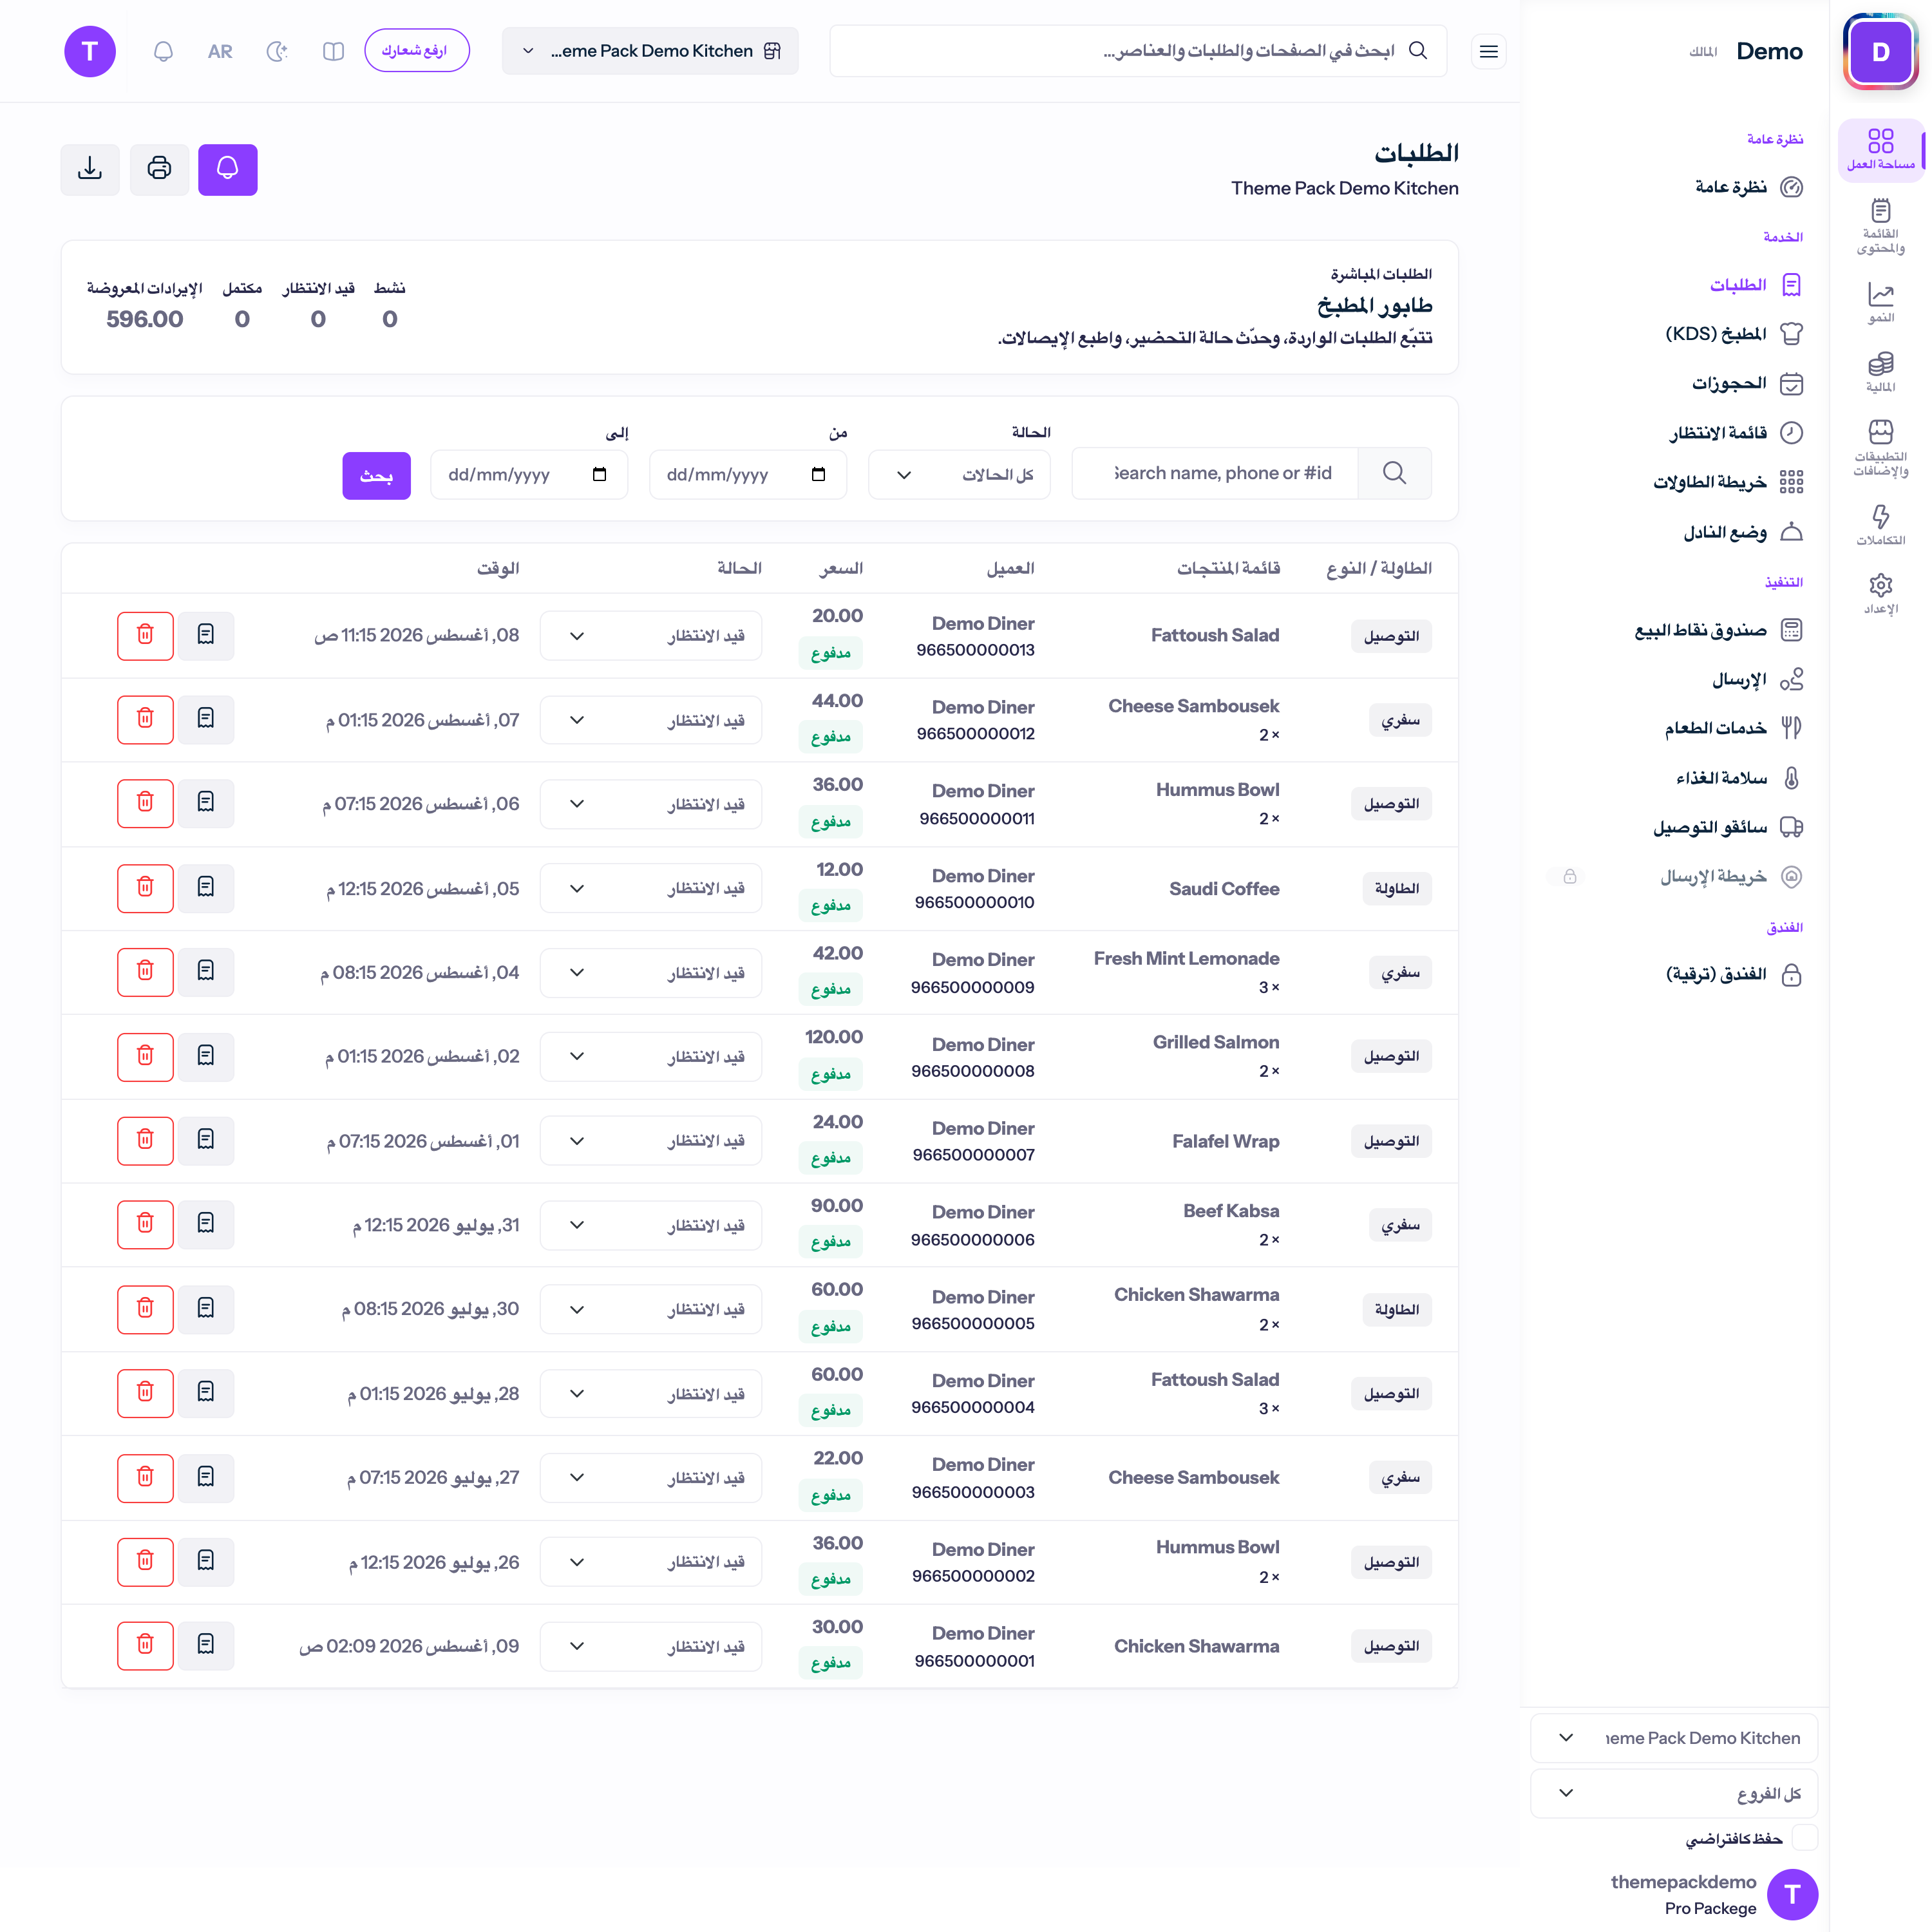 D
مساحة العمل
القائمة
والمحتوى
النمو
المالية
التطبيقات
والإضافات
التكاملات
الإعداد
Demo المالك
نظرة عامة
نظرة عامة
الخدمة
الطلبات
المطبخ (KDS)
الحجوزات
قائمة الانتظار
خريطة الطاولات
وضع النادل
التنفيذ
صندوق نقاط البيع
الإرسال
خدمات الطعام
سلامة الغذاء
سائقو التوصيل
خريطة الإرسال
الفندق
الفندق (ترقية)
heme Pack Demo Kitchen
كل الفروع
حفظ كافتراضي
themepackdemo
Pro Packege
T
ابحث في الصفحات والطلبات والعناصر...
...eme Pack Demo Kitchen
ارفع شعارك
AR
T
الطلبات
Theme Pack Demo Kitchen
الطلبات المباشرة
طابور المطبخ
تتبّع الطلبات الواردة، وحدّث حالة التحضير، واطبع الإيصالات.
نشط قيد الانتظار مكتمل الإيرادات المعروضة
0 0 0 596.00
الحالة من إلى
Search name, phone or #id كل الحالات dd/mm/yyyy dd/mm/yyyy بحث
الطاولة / النوع قائمة المنتجات العميل السعر الحالة الوقت
التوصيل Fattoush Salad Demo Diner 966500000013 20.00 مدفوع قيد الانتظار 08, أغسطس 2026 11:15 ص
سفري Cheese Sambousek 2 × Demo Diner 966500000012 44.00 مدفوع قيد الانتظار 07, أغسطس 2026 01:15 م
التوصيل Hummus Bowl 2 × Demo Diner 966500000011 36.00 مدفوع قيد الانتظار 06, أغسطس 2026 07:15 م
الطاولة Saudi Coffee Demo Diner 966500000010 12.00 مدفوع قيد الانتظار 05, أغسطس 2026 12:15 م
سفري Fresh Mint Lemonade 3 × Demo Diner 966500000009 42.00 مدفوع قيد الانتظار 04, أغسطس 2026 08:15 م
التوصيل Grilled Salmon 2 × Demo Diner 966500000008 120.00 مدفوع قيد الانتظار 02, أغسطس 2026 01:15 م
التوصيل Falafel Wrap Demo Diner 966500000007 24.00 مدفوع قيد الانتظار 01, أغسطس 2026 07:15 م
سفري Beef Kabsa 2 × Demo Diner 966500000006 90.00 مدفوع قيد الانتظار 31, يوليو 2026 12:15 م
الطاولة Chicken Shawarma 2 × Demo Diner 966500000005 60.00 مدفوع قيد الانتظار 30, يوليو 2026 08:15 م
التوصيل Fattoush Salad 3 × Demo Diner 966500000004 60.00 مدفوع قيد الانتظار 28, يوليو 2026 01:15 م
سفري Cheese Sambousek Demo Diner 966500000003 22.00 مدفوع قيد الانتظار 27, يوليو 2026 07:15 م
التوصيل Hummus Bowl 2 × Demo Diner 966500000002 36.00 مدفوع قيد الانتظار 26, يوليو 2026 12:15 م
التوصيل Chicken Shawarma Demo Diner 966500000001 30.00 مدفوع قيد الانتظار 09, أغسطس 2026 02:09 ص